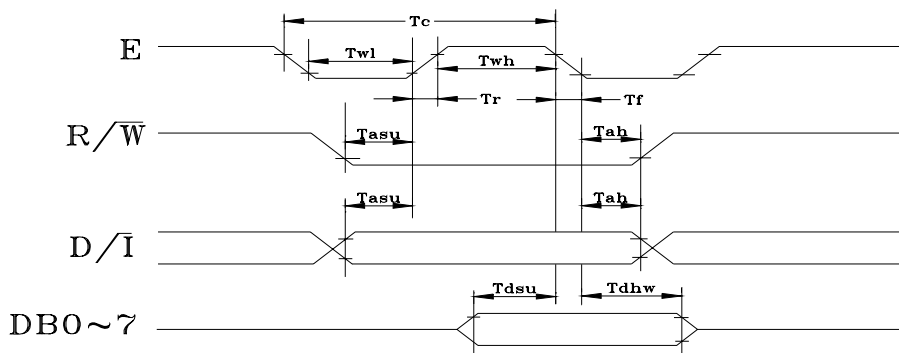 Tc
E
Twl
Twh
Tr
Tf
R/W̅
Tasu
Tah
Tasu
Tah
D/I̅
Tdsu
Tdhw
DB0~7